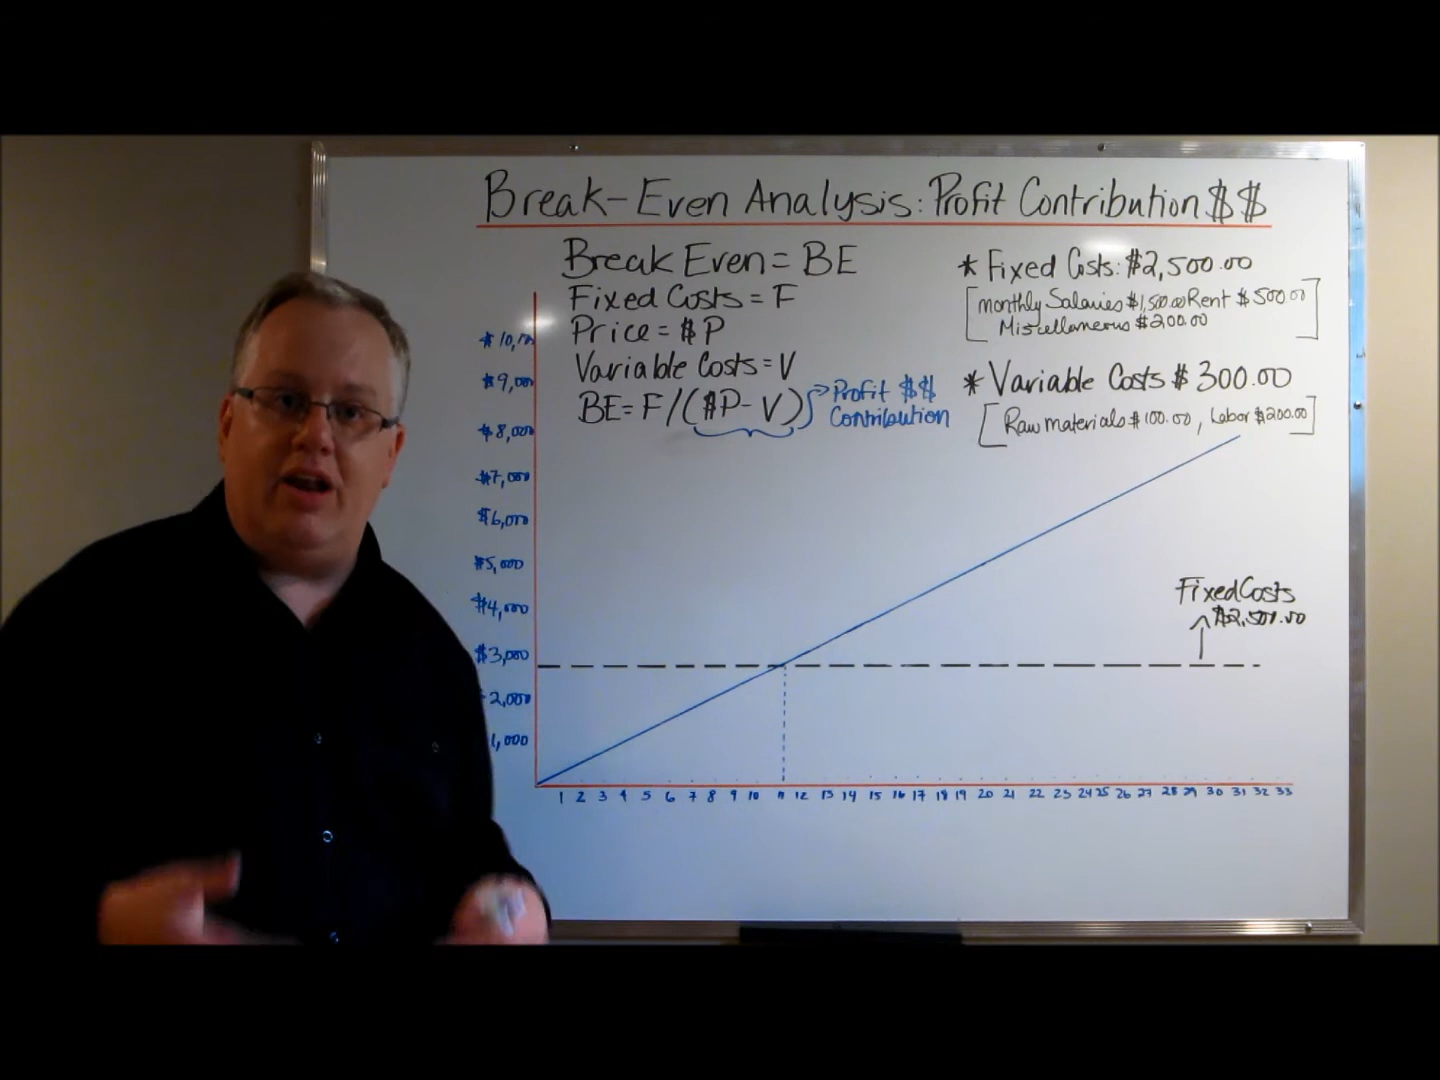 Break-Even Analysis: Profit Contribution $$
Break Even = BE
Fixed Costs = F
Price = $P
Variable Costs = V
BE = F/($P-V)
Profit $$
Contribution
* Fixed Costs: $2,500.00
[monthly Salaries $1,500.00 Rent $500.00
Miscellaneous $200.00]
* Variable Costs $300.00
[Raw materials $100.00, Labor $200.00]
$9,000
$8,000
$7,000
$6,000
$5,000
$4,000
$3,000
2,000
1,000
Fixed Costs
$2,500.00
1 2 3 4 5 6 7 8 9 10 11 12 13 14 15 16 17 18 19 20 21 22 23 24 25 26 27 28 29 30 31 32 33